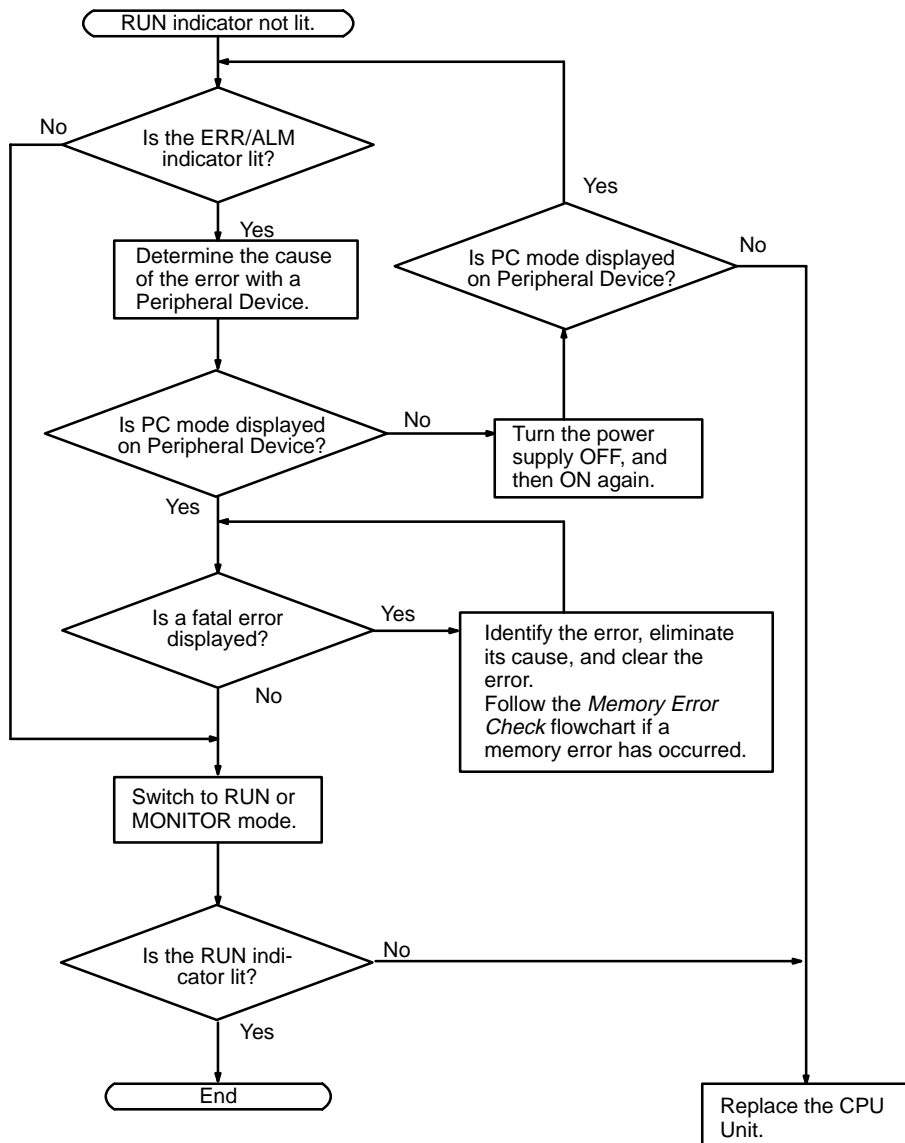 RUN indicator not lit.
No
Is the ERR/ALM
indicator lit?
Yes
Yes
Determine the cause
of the error with a
Peripheral Device.
Is PC mode displayed
on Peripheral Device?
No
Is PC mode displayed
on Peripheral Device?
No
Turn the power
supply OFF, and
then ON again.
Yes
Is a fatal error
displayed?
Yes
Identify the error, eliminate
its cause, and clear the
error.
Follow the Memory Error
Check flowchart if a
memory error has occurred.
No
Switch to RUN or
MONITOR mode.
Is the RUN indi-
cator lit?
No
Yes
End
Replace the CPU
Unit.